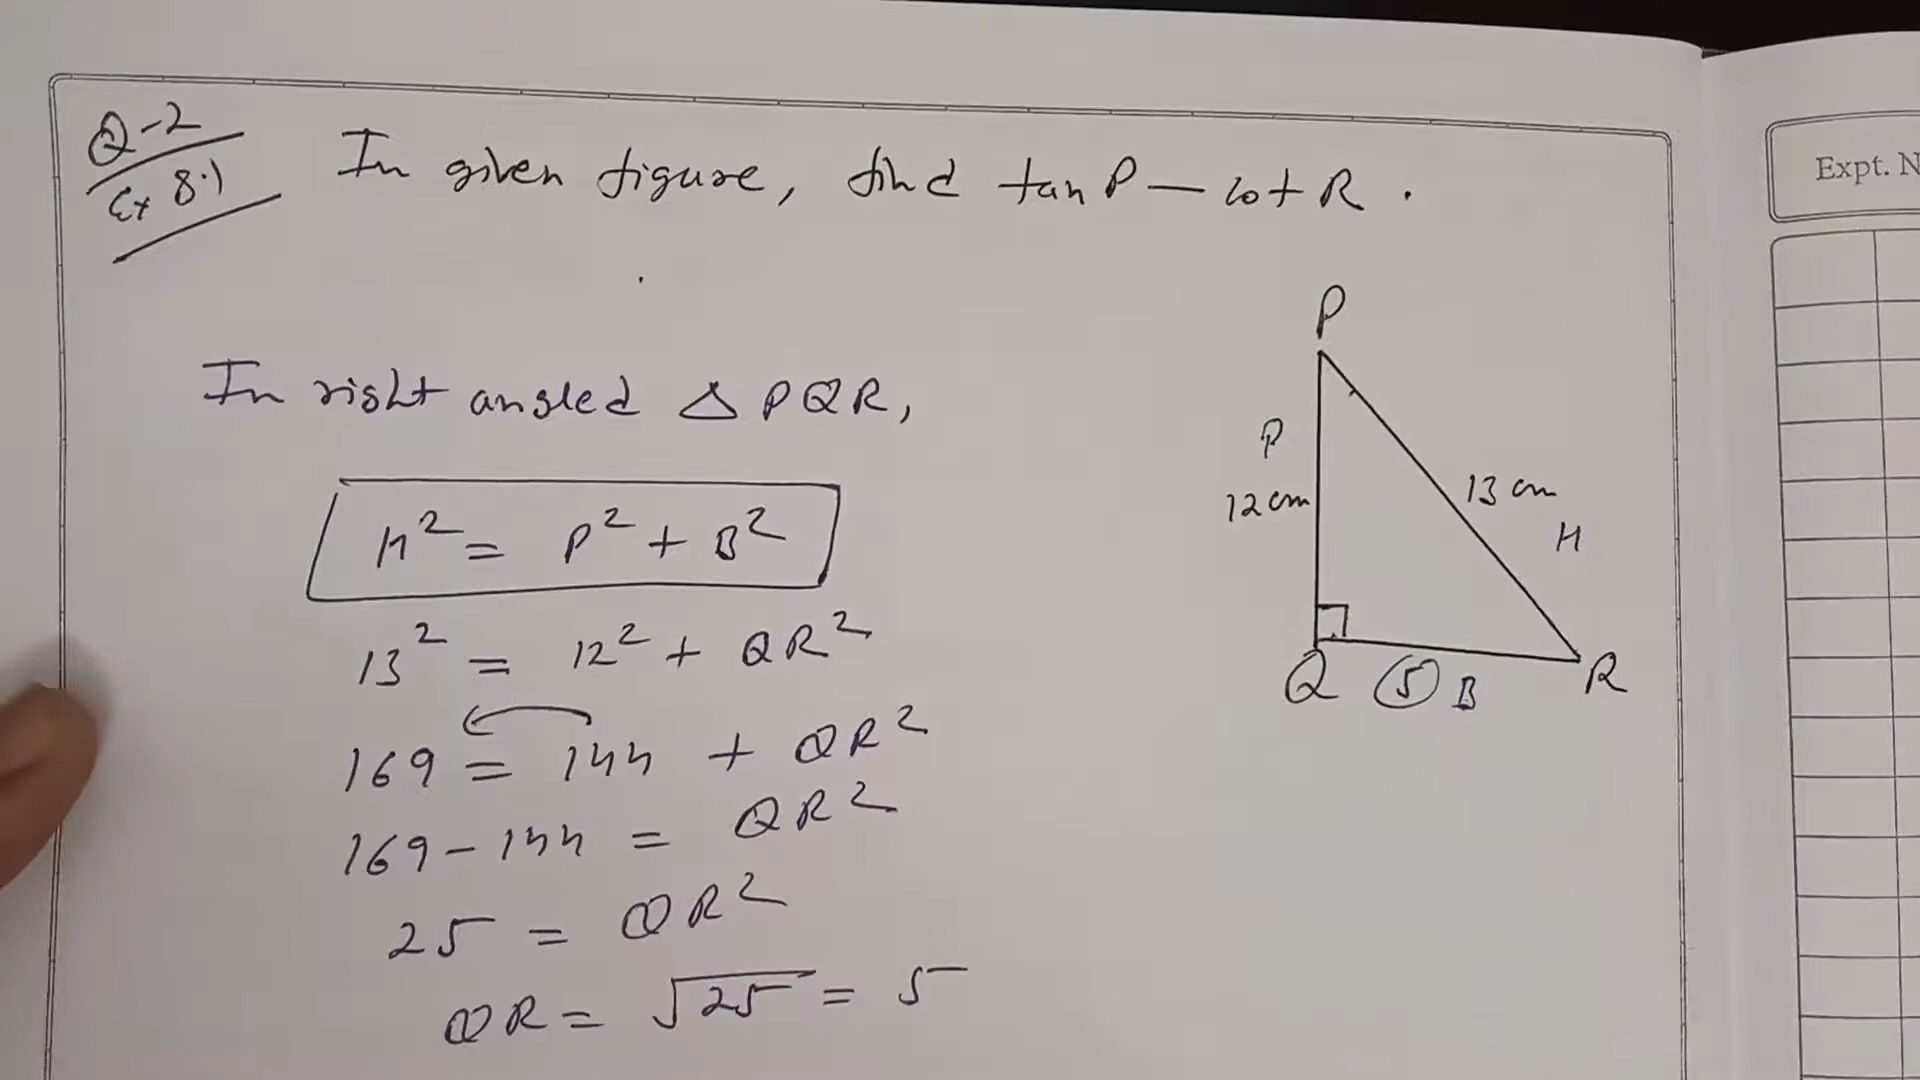 Q-2
Ex 8.1
In given figure, find tan P — cot R .
Expt. N
In right angled △ PQR,
H² = P² + B²
13² = 12² + QR²
169 = 144 + QR²
169 - 144 = QR²
25 = QR²
QR = √25 = 5
P
P
12 cm
13 cm
H
Q 5 B R